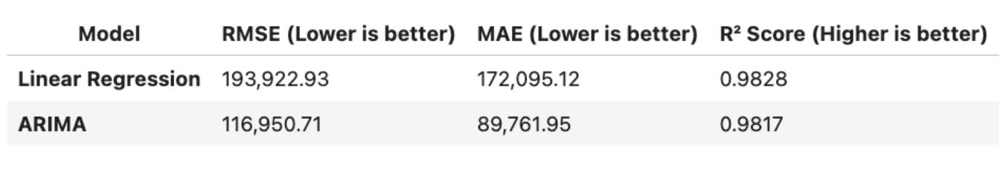 Model RMSE (Lower is better) MAE (Lower is better) R² Score (Higher is better)
Linear Regression 193,922.93 172,095.12 0.9828
ARIMA 116,950.71 89,761.95 0.9817